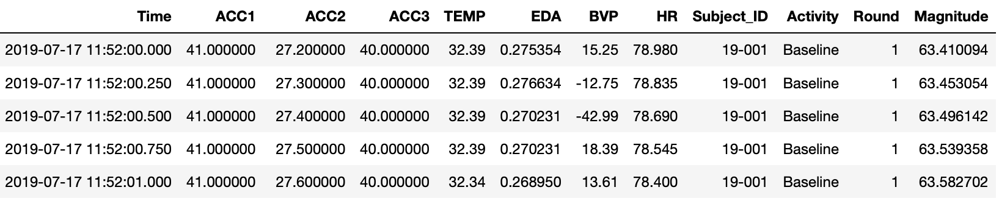 Time ACC1 ACC2 ACC3 TEMP EDA BVP HR Subject_ID Activity Round Magnitude
2019-07-17 11:52:00.000 41.000000 27.200000 40.000000 32.39 0.275354 15.25 78.980 19-001 Baseline 1 63.410094
2019-07-17 11:52:00.250 41.000000 27.300000 40.000000 32.39 0.276634 -12.75 78.835 19-001 Baseline 1 63.453054
2019-07-17 11:52:00.500 41.000000 27.400000 40.000000 32.39 0.270231 -42.99 78.690 19-001 Baseline 1 63.496142
2019-07-17 11:52:00.750 41.000000 27.500000 40.000000 32.39 0.270231 18.39 78.545 19-001 Baseline 1 63.539358
2019-07-17 11:52:01.000 41.000000 27.600000 40.000000 32.34 0.268950 13.61 78.400 19-001 Baseline 1 63.582702